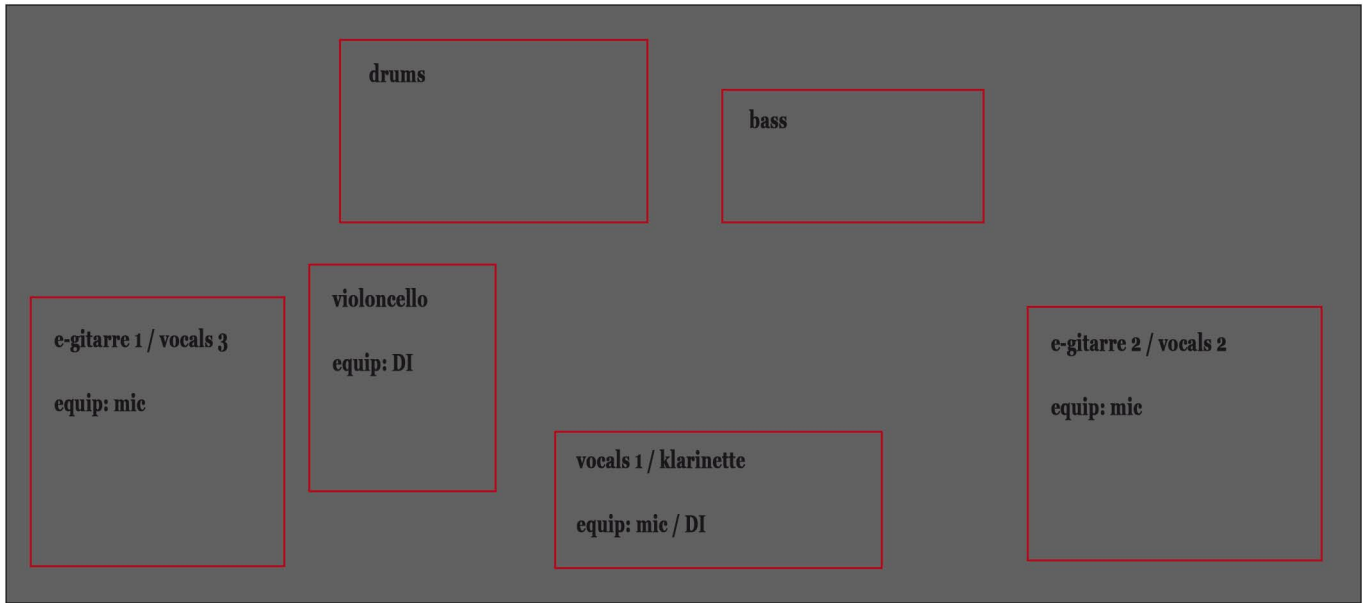 drums
bass
violoncello
equip: DI
e-gitarre 1 / vocals 3
equip: mic
e-gitarre 2 / vocals 2
equip: mic
vocals 1 / klarinette
equip: mic / DI